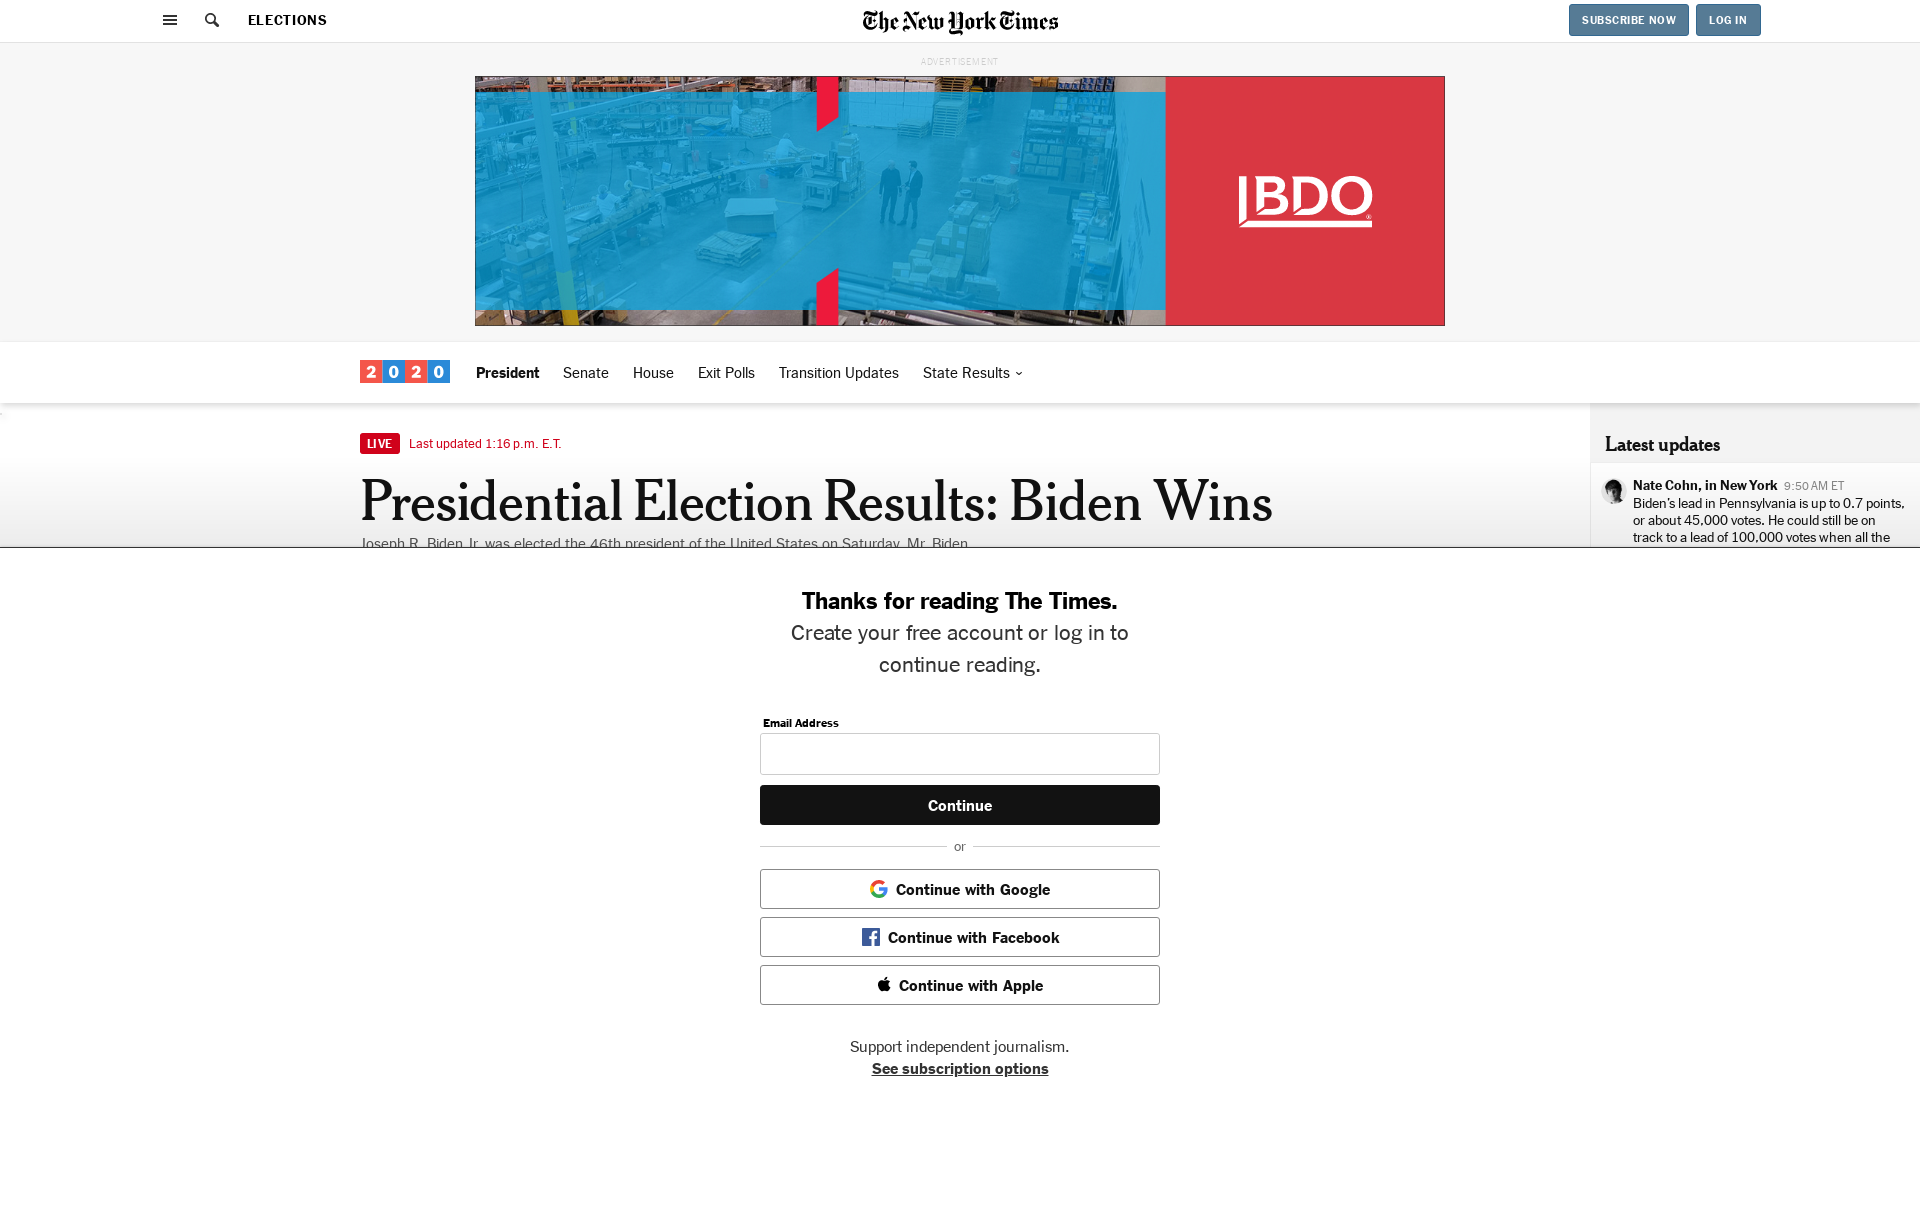 ELECTIONS
The New York Times
SUBSCRIBE NOW
LOG IN
ADVERTISEMENT
BDO
2020
President
Senate
House
Exit Polls
Transition Updates
State Results
LIVE
Last updated 1:16 p.m. E.T.
Presidential Election Results: Biden Wins
Joseph R. Biden Jr. was elected the 46th president of the United States on Saturday. Mr. Biden
Latest updates
Nate Cohn, in New York 9:50 AM ET
Biden’s lead in Pennsylvania is up to 0.7 points,
or about 45,000 votes. He could still be on
track to a lead of 100,000 votes when all the
Thanks for reading The Times.
Create your free account or log in to
continue reading.
Email Address
Continue
or
Continue with Google
Continue with Facebook
Continue with Apple
Support independent journalism.
See subscription options